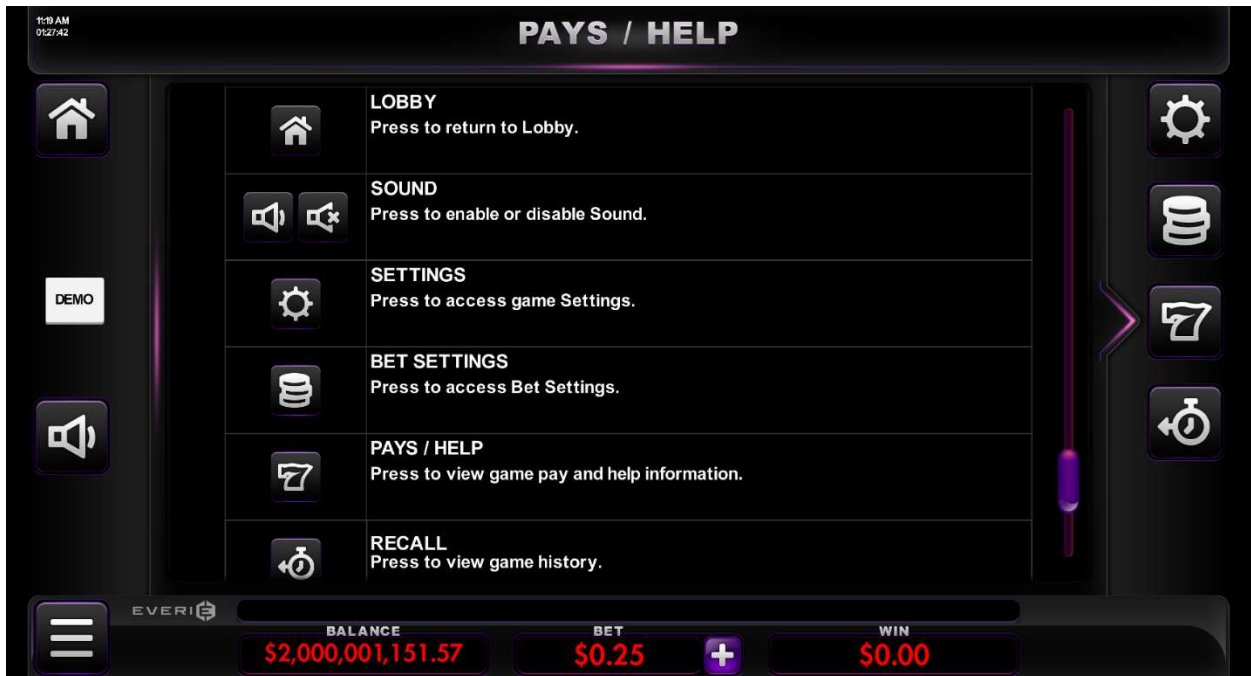 11:19 AM
01:27:42
PAYS / HELP
LOBBY
Press to return to Lobby.
SOUND
Press to enable or disable Sound.
SETTINGS
Press to access game Settings.
DEMO
BET SETTINGS
Press to access Bet Settings.
PAYS / HELP
Press to view game pay and help information.
RECALL
Press to view game history.
EVERI
BALANCE
$2,000,001,151.57
BET
$0.25
WIN
$0.00